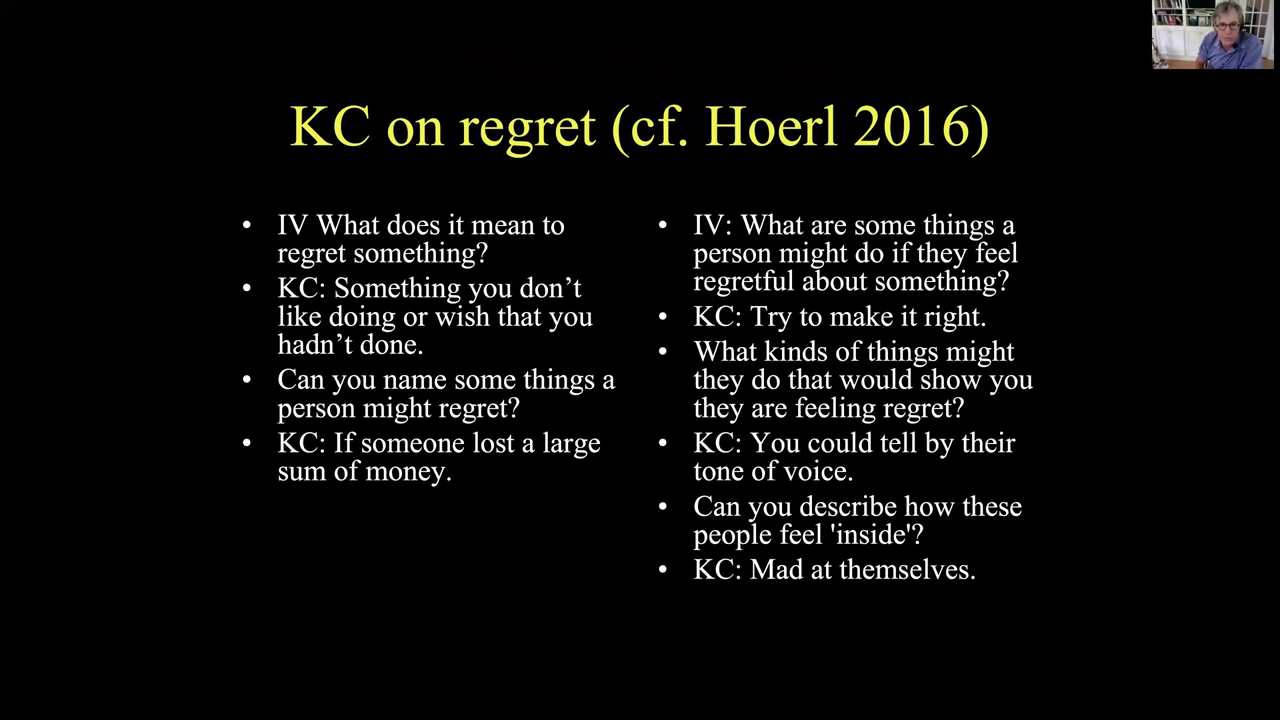 KC on regret (cf. Hoerl 2016)
• IV What does it mean to
regret something?
• KC: Something you don’t
like doing or wish that you
hadn’t done.
• Can you name some things a
person might regret?
• KC: If someone lost a large
sum of money.
• IV: What are some things a
person might do if they feel
regretful about something?
• KC: Try to make it right.
• What kinds of things might
they do that would show you
they are feeling regret?
• KC: You could tell by their
tone of voice.
• Can you describe how these
people feel 'inside'?
• KC: Mad at themselves.